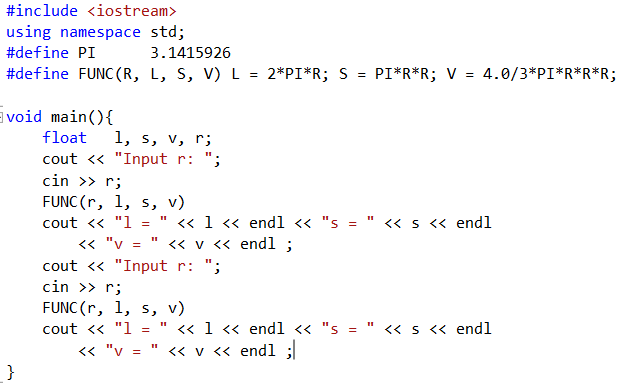 #include <iostream>
using namespace std;
#define PI      3.1415926
#define FUNC(R, L, S, V) L = 2*PI*R; S = PI*R*R; V = 4.0/3*PI*R*R*R;

void main(){
    float   l, s, v, r;
    cout << "Input r: ";
    cin >> r;
    FUNC(r, l, s, v)
    cout << "l = " << l << endl << "s = " << s << endl
        << "v = " << v << endl ;
    cout << "Input r: ";
    cin >> r;
    FUNC(r, l, s, v)
    cout << "l = " << l << endl << "s = " << s << endl
        << "v = " << v << endl ;
}